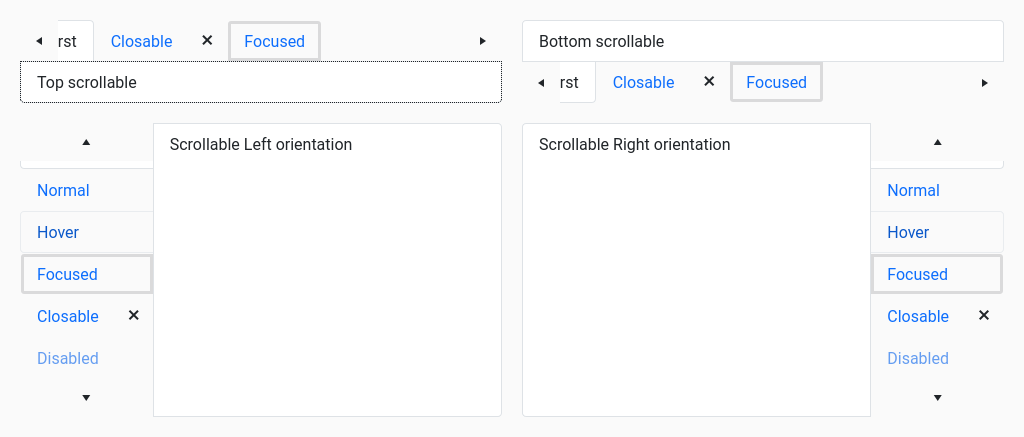 rst Closable × Focused
Top scrollable
Bottom scrollable
rst Closable × Focused
Scrollable Left orientation
Normal
Hover
Focused
Closable ×
Disabled
Scrollable Right orientation
Normal
Hover
Focused
Closable ×
Disabled